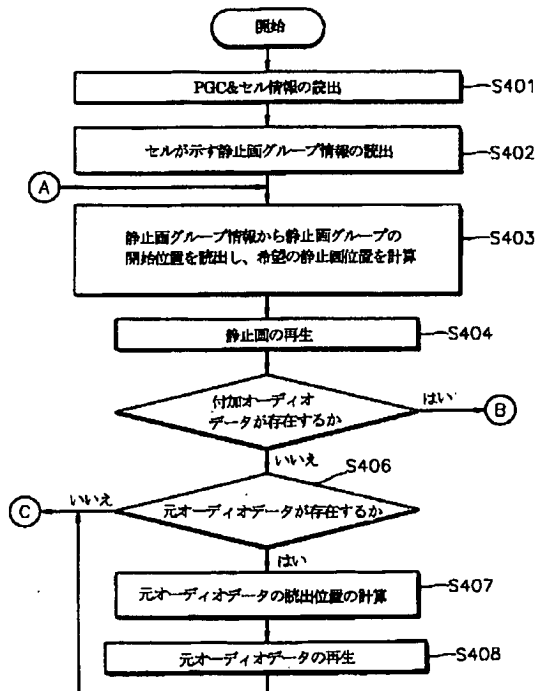 開始
PGC&セル情報の読出
S401
セルが示す静止画グループ情報の読出
S402
A
静止画グループ情報から静止画グループの
開始位置を読出し、希望の静止画位置を計算
S403
静止画の再生
S404
付加オーディオ
データが存在するか
はい
B
いいえ
S406
元オーディオデータが存在するか
いいえ
C
はい
元オーディオデータの読出位置の計算
S407
元オーディオデータの再生
S408